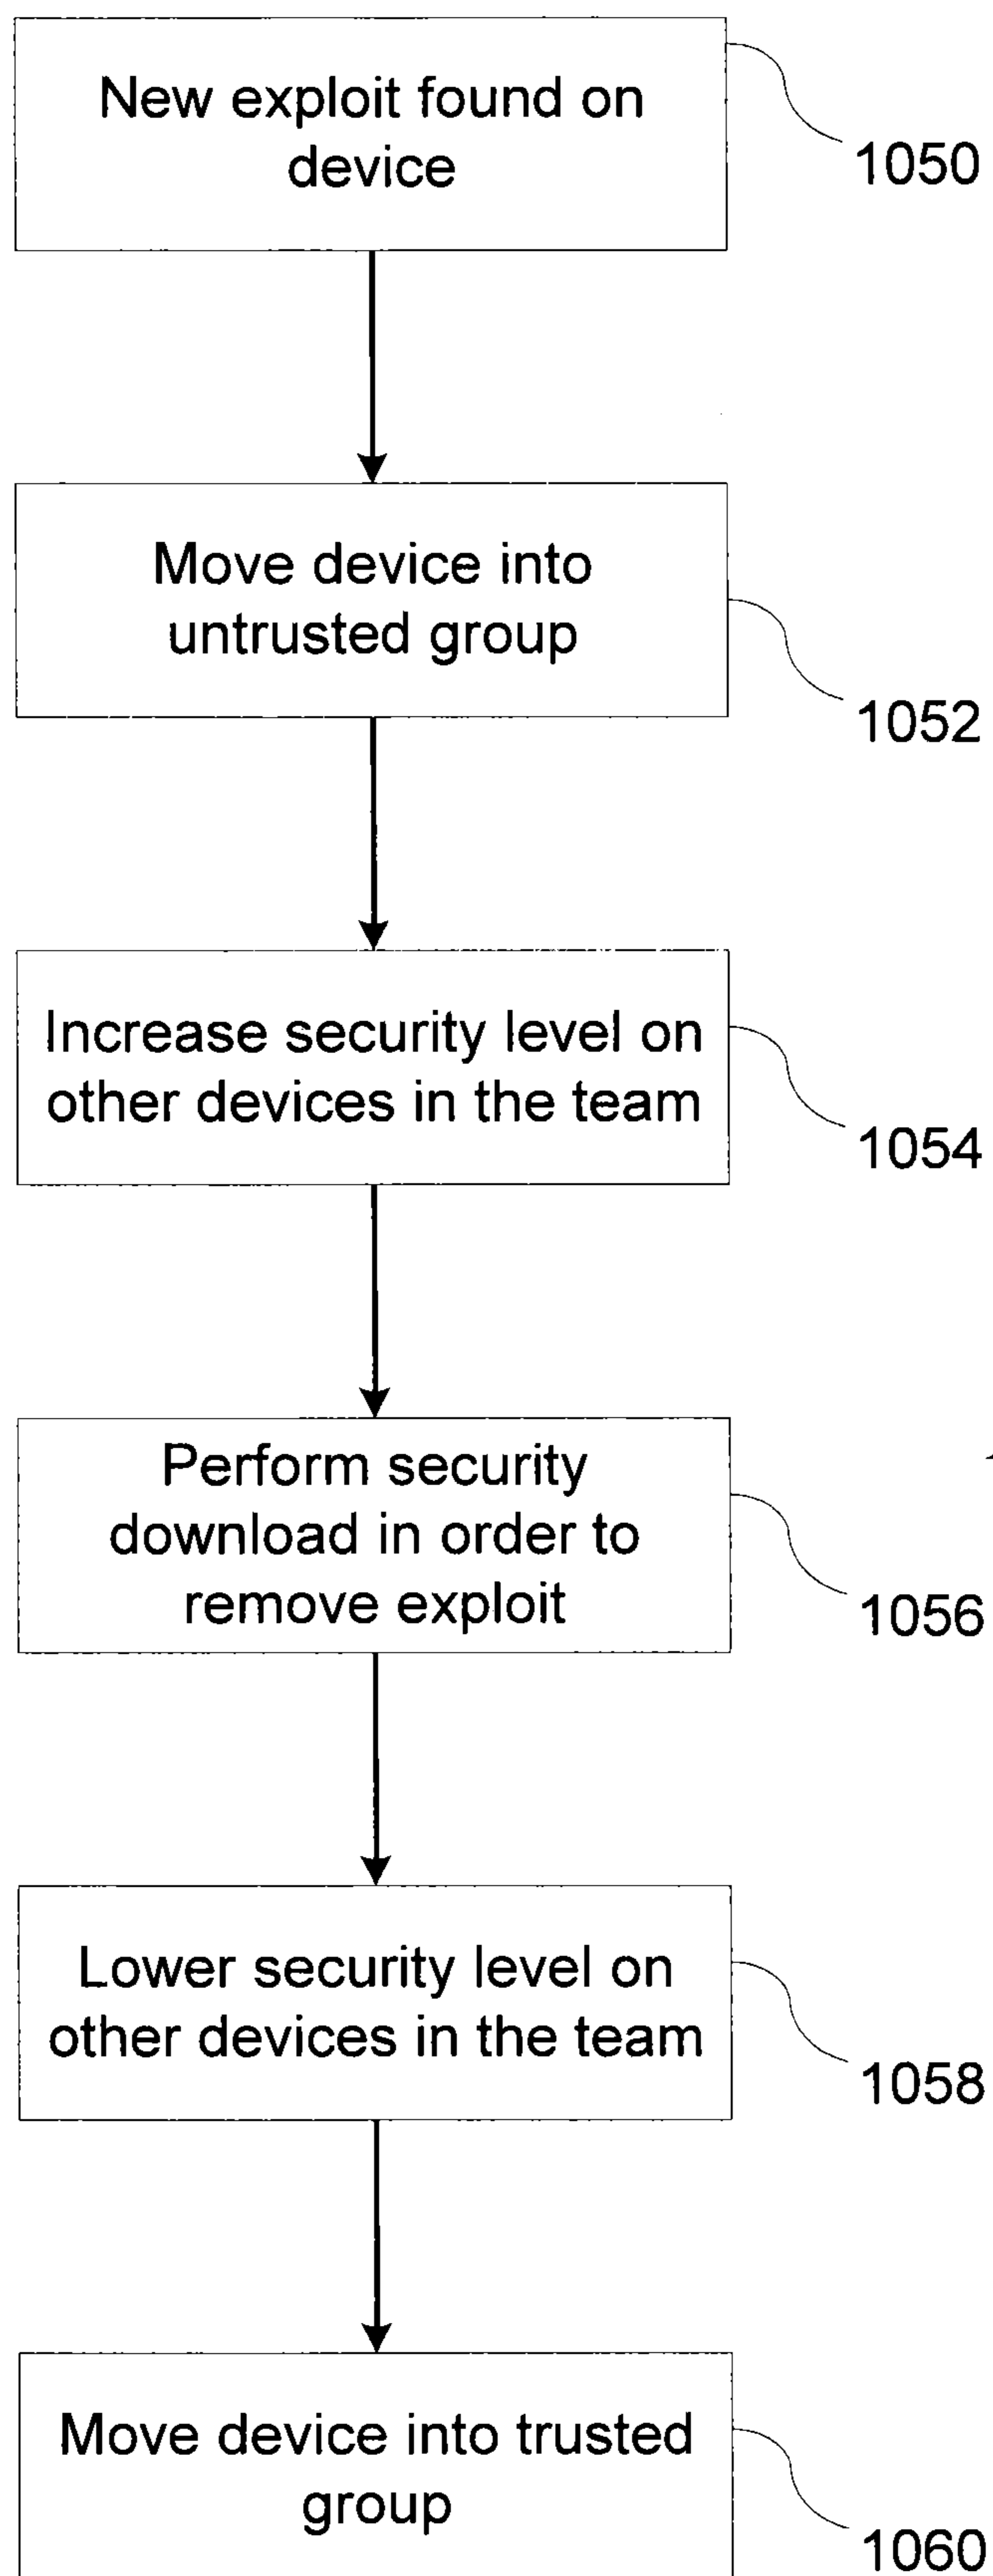 New exploit found on
device
1050
Move device into
untrusted group
1052
Increase security level on
other devices in the team
1054
Perform security
download in order to
remove exploit
1056
Lower security level on
other devices in the team
1058
Move device into trusted
group
1060